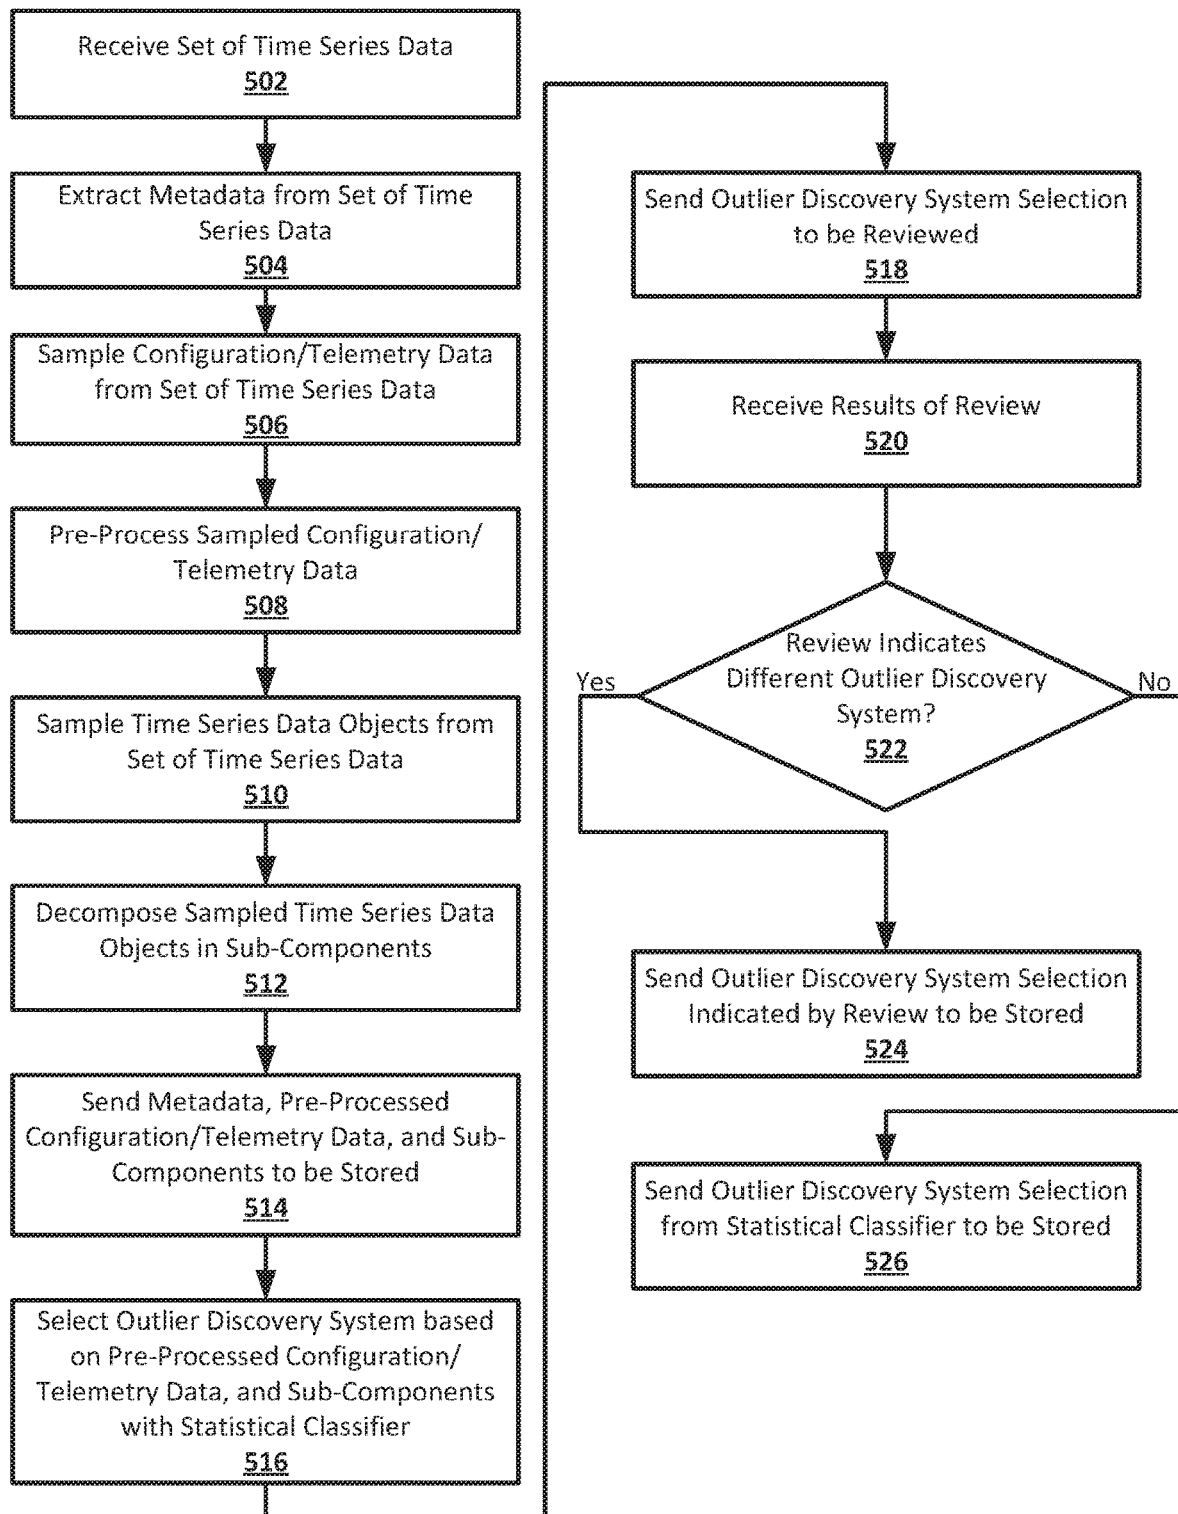 Receive Set of Time Series Data
502
Extract Metadata from Set of Time
Series Data
504
Sample Configuration/Telemetry Data
from Set of Time Series Data
506
Pre-Process Sampled Configuration/
Telemetry Data
508
Sample Time Series Data Objects from
Set of Time Series Data
510
Decompose Sampled Time Series Data
Objects in Sub-Components
512
Send Metadata, Pre-Processed
Configuration/Telemetry Data, and Sub-
Components to be Stored
514
Select Outlier Discovery System based
on Pre-Processed Configuration/
Telemetry Data, and Sub-Components
with Statistical Classifier
516
Send Outlier Discovery System Selection
to be Reviewed
518
Receive Results of Review
520
Review Indicates
Different Outlier Discovery
System?
522
Yes
No
Send Outlier Discovery System Selection
Indicated by Review to be Stored
524
Send Outlier Discovery System Selection
from Statistical Classifier to be Stored
526